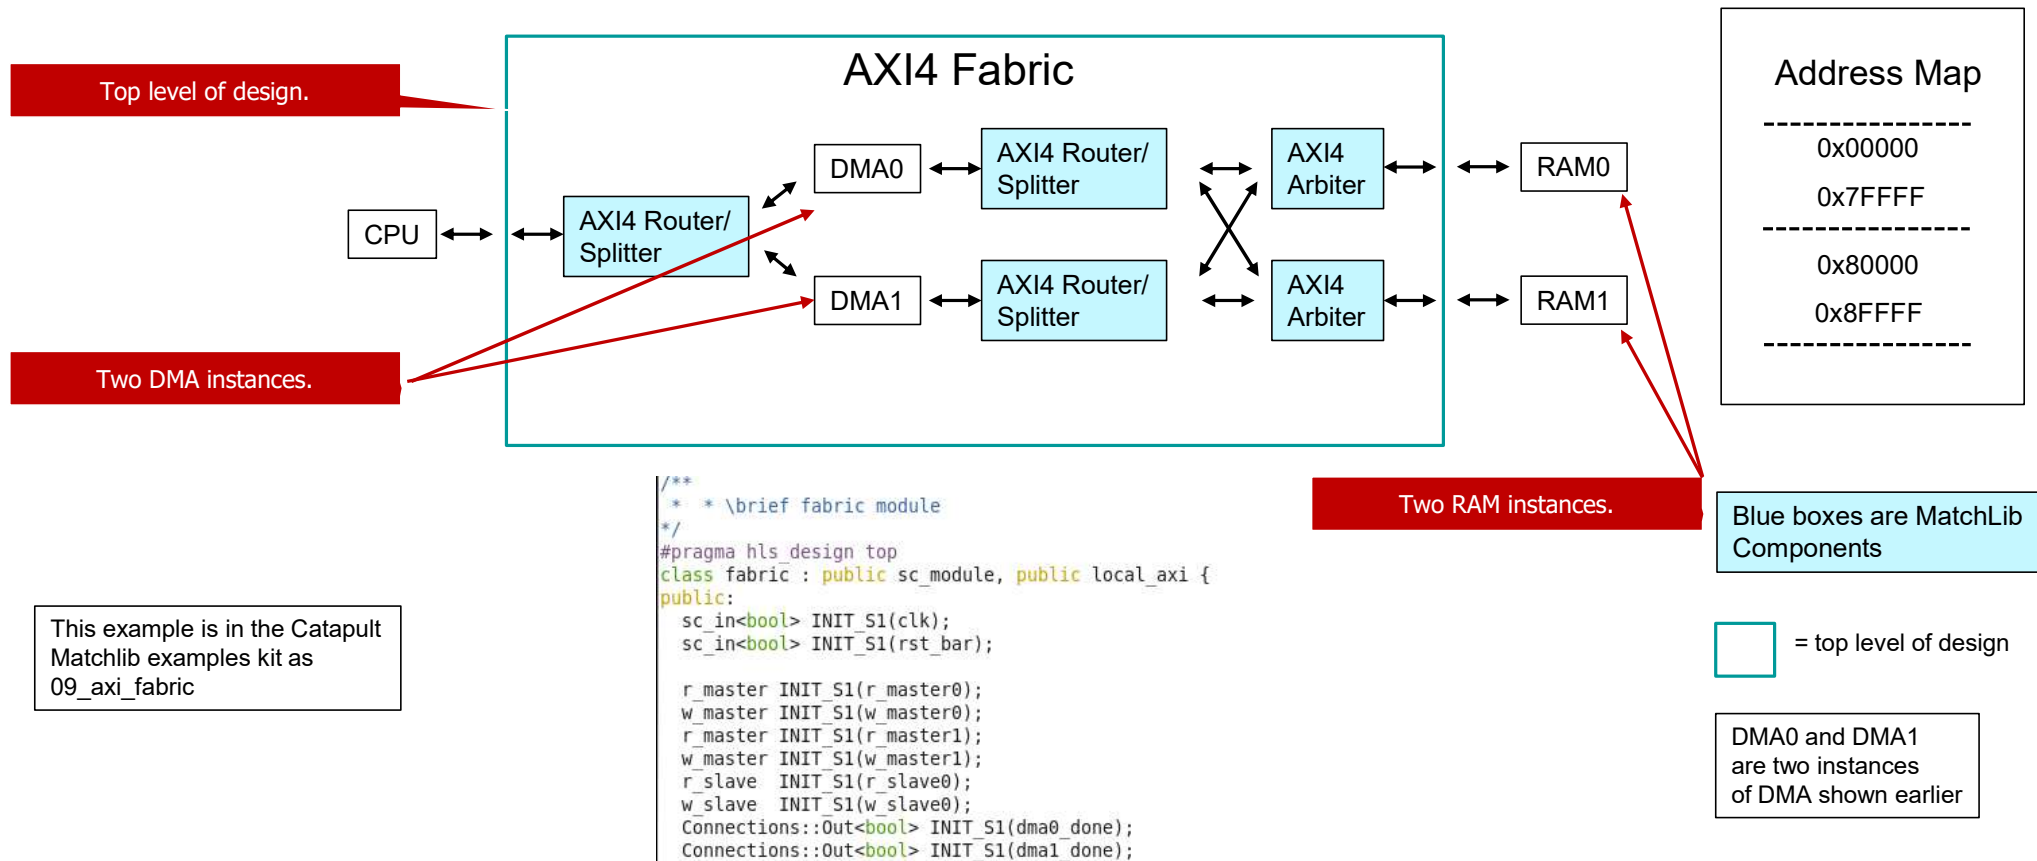 AXI4 Fabric
Top level of design.
CPU
AXI4 Router/
Splitter
DMA0
DMA1
AXI4 Router/
Splitter
AXI4 Router/
Splitter
AXI4
Arbiter
AXI4
Arbiter
RAM0
RAM1
Address Map
0x00000
0x7FFFF
0x80000
0x8FFFF
Two DMA instances.
Two RAM instances.
/**
 *  * \brief fabric module
*/
#pragma hls_design top
class fabric : public sc_module, public local_axi {
public:
  sc_in<bool> INIT_S1(clk);
  sc_in<bool> INIT_S1(rst_bar);
  r_master INIT_S1(r_master0);
  w_master INIT_S1(w_master0);
  r_master INIT_S1(r_master1);
  w_master INIT_S1(w_master1);
  r_slave  INIT_S1(r_slave0);
  w_slave  INIT_S1(w_slave0);
  Connections::Out<bool> INIT_S1(dma0_done);
  Connections::Out<bool> INIT_S1(dma1_done);
This example is in the Catapult
Matchlib examples kit as
09_axi_fabric
Blue boxes are MatchLib
Components
= top level of design
DMA0 and DMA1
are two instances
of DMA shown earlier